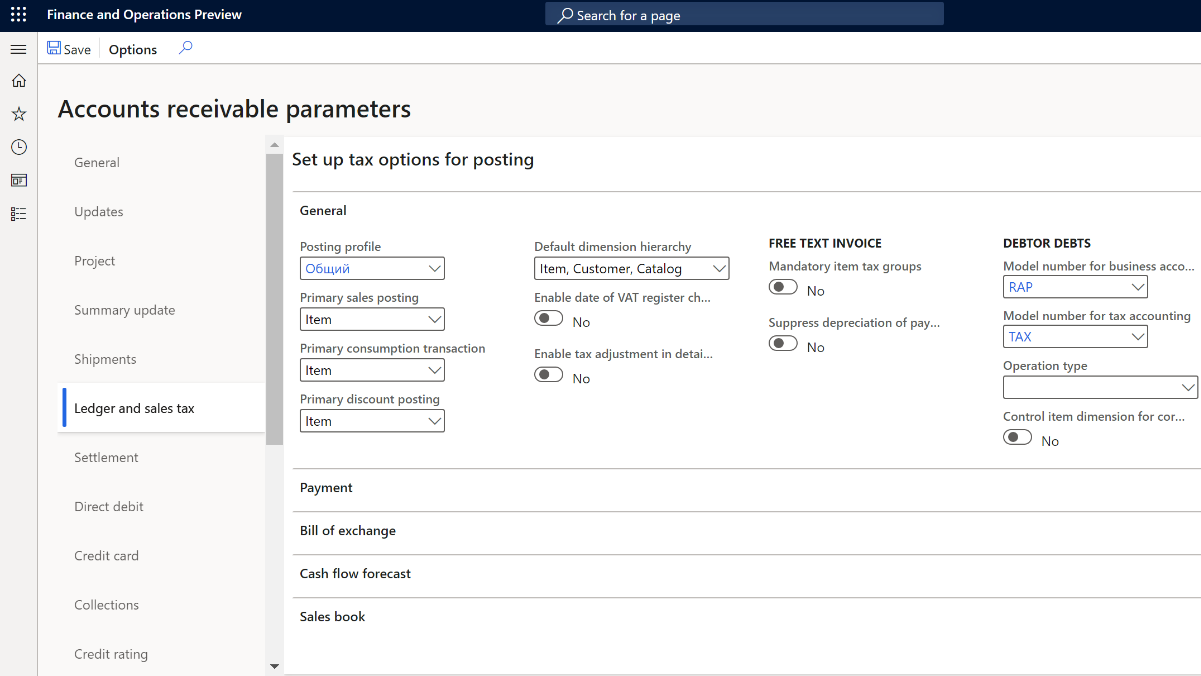 Finance and Operations Preview
Search for a page
Save
Options
Accounts receivable parameters
General
Updates
Project
Summary update
Shipments
Ledger and sales tax
Settlement
Direct debit
Credit card
Collections
Credit rating
Set up tax options for posting
General
Posting profile
Общий
Primary sales posting
Item
Primary consumption transaction
Item
Primary discount posting
Item
Default dimension hierarchy
Item, Customer, Catalog
Enable date of VAT register ch...
No
Enable tax adjustment in detai...
No
FREE TEXT INVOICE
Mandatory item tax groups
No
Suppress depreciation of pay...
No
DEBTOR DEBTS
Model number for business acco...
RAP
Model number for tax accounting
TAX
Operation type
Control item dimension for cor...
No
Payment
Bill of exchange
Cash flow forecast
Sales book